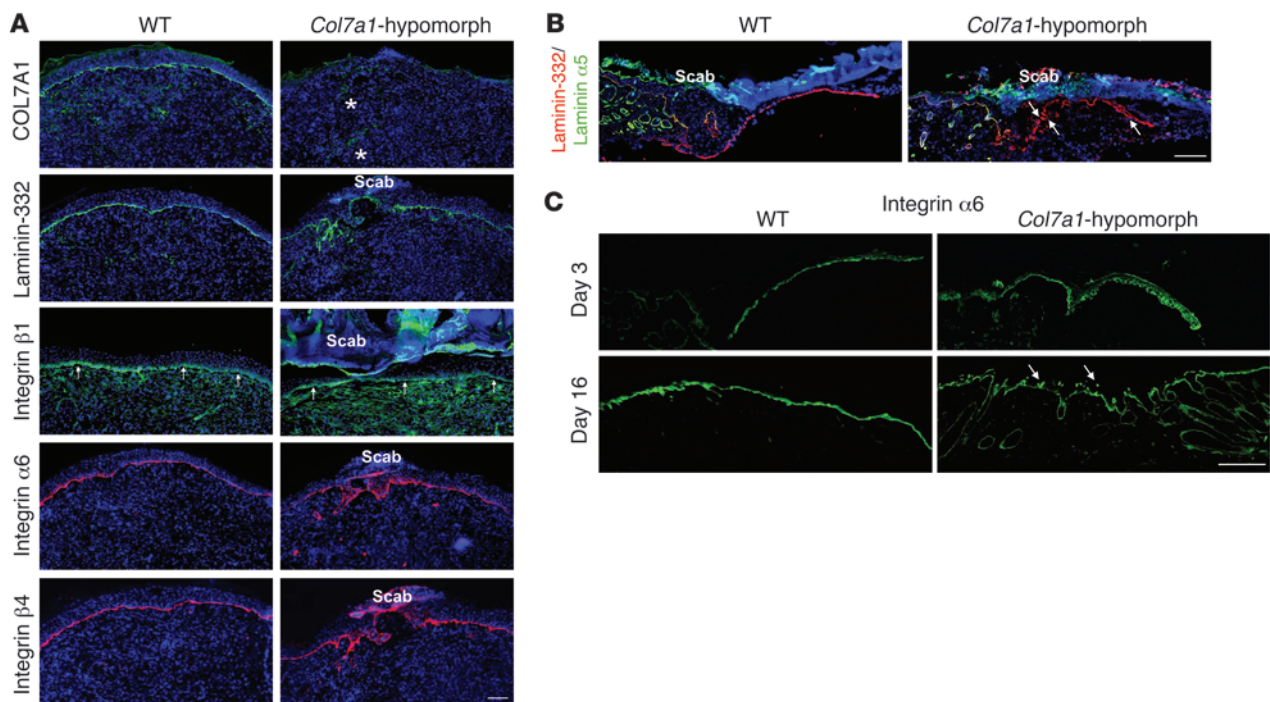 A
WT
Col7a1-hypomorph
COL7A1
*
*
Laminin-332
Scab
Integrin β1
Scab
Integrin α6
Scab
Integrin β4
Scab
B
WT
Col7a1-hypomorph
Laminin-332/
Laminin α5
Scab
Scab
C
Integrin α6
WT
Col7a1-hypomorph
Day 3
Day 16